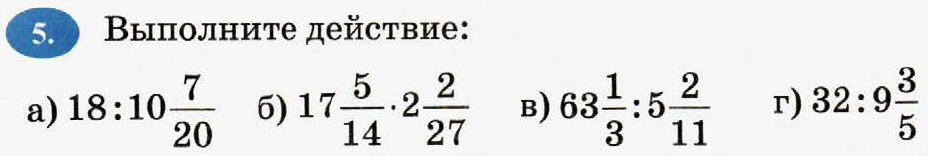 5. Выполните действие:
а) 18 : 10 7/20 б) 17 5/14 · 2 2/27 в) 63 1/3 : 5 2/11 г) 32 : 9 3/5